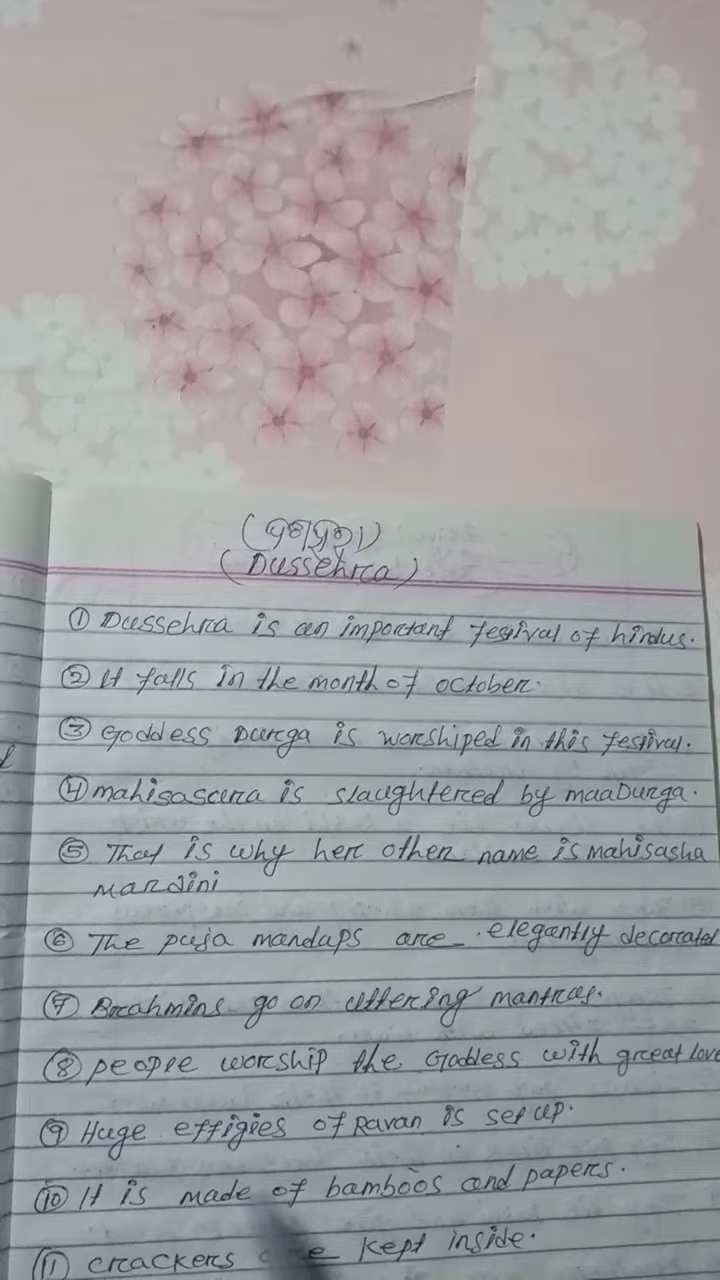 (ଦଶହରା)
(Dussehra)
① Dussehra is an important festival of hindus.
② It falls in the month of october.
③ Goddess Durga is worshiped in this festival.
④ mahisasura is slaughtered by maa Durga.
⑤ That is why her other name is mahisasha
mardini
⑥ The puja mandaps are elegantly decorated
⑦ Brahmins go on uttering mantras.
⑧ people worship the Goddess with great love
⑨ Huge effigies of Ravan is set up.
⑩ It is made of bamboos and papers.
⑪ crackers are kept inside.